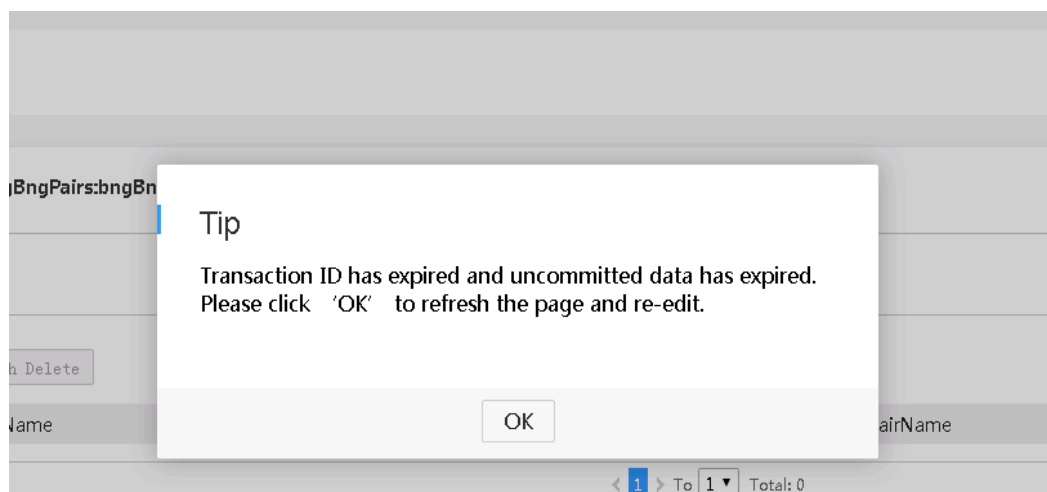 gBngPairs:bngBn
Tip
Transaction ID has expired and uncommitted data has expired.
Please click ‘OK’ to refresh the page and re-edit.
h Delete
OK
Name
airName
< 1 > To 1 ▼ Total: 0